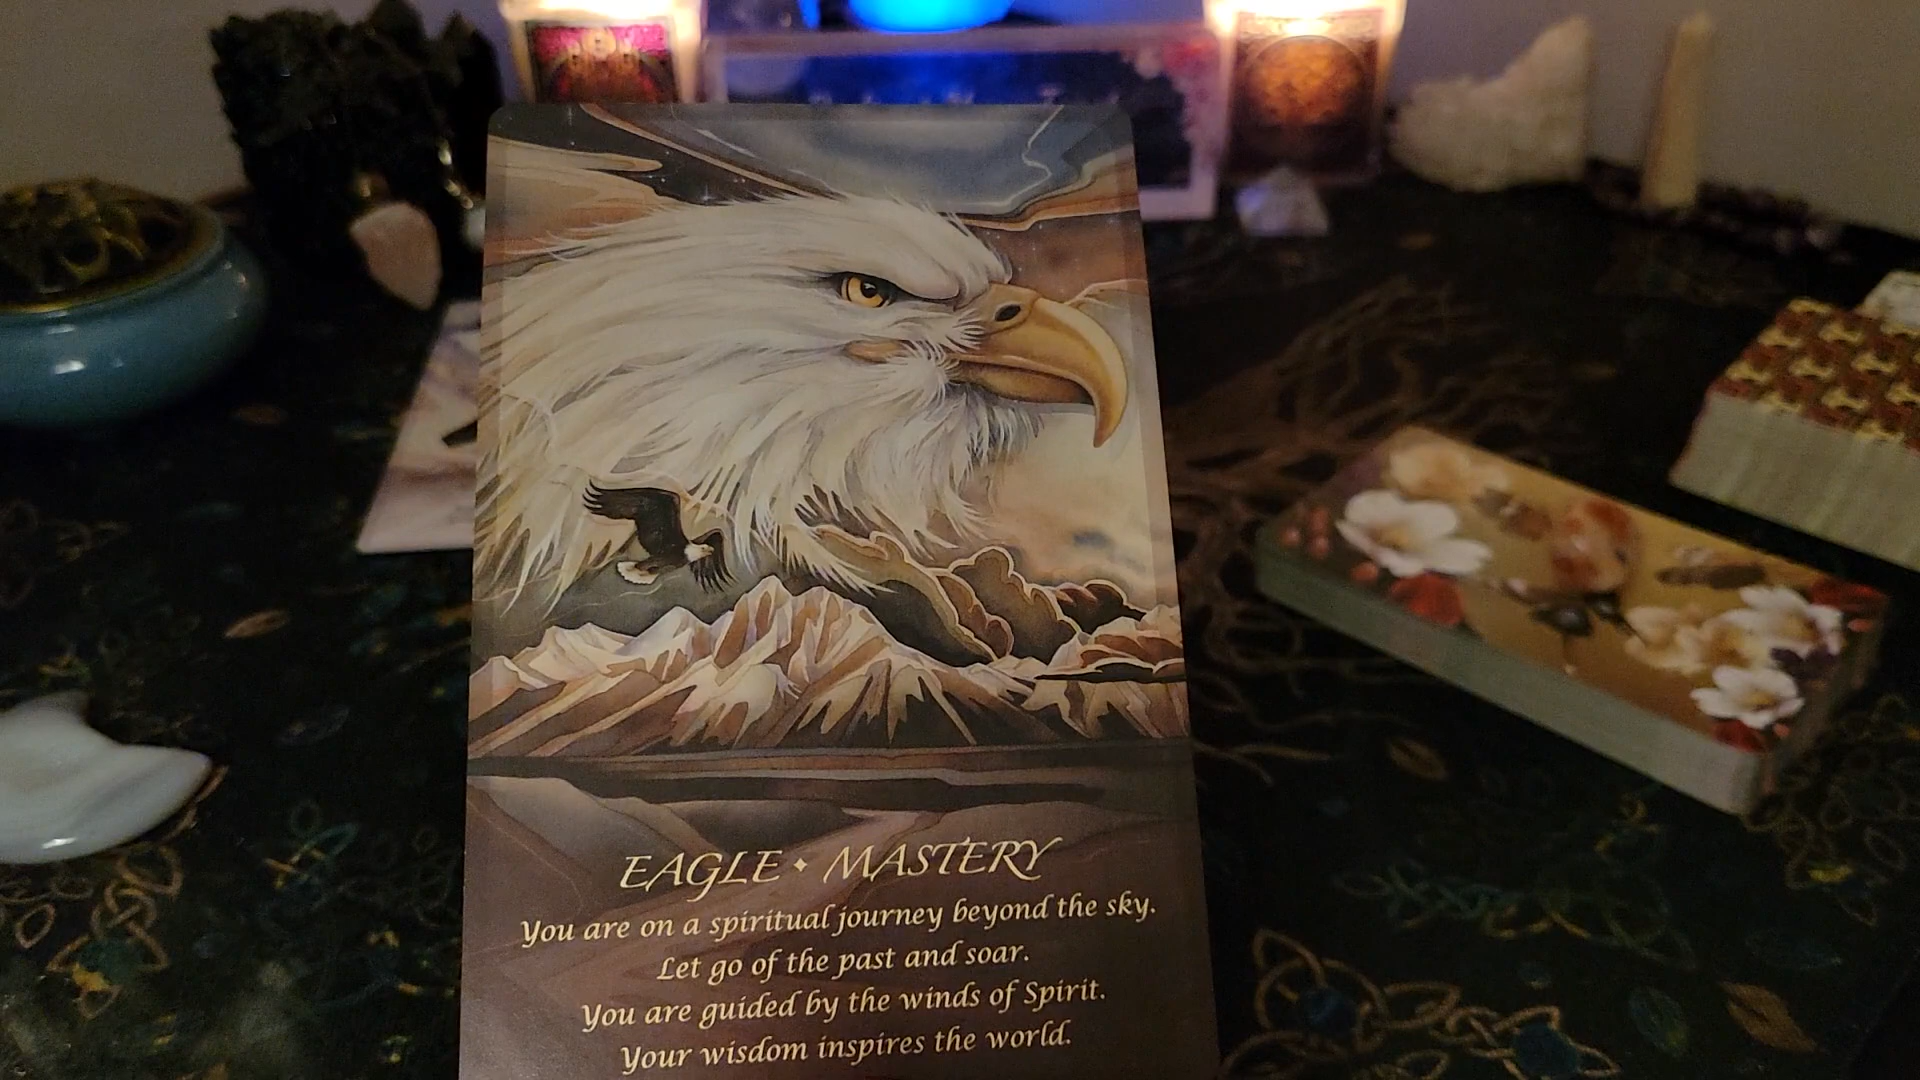 EAGLE ✦ MASTERY
You are on a spiritual journey beyond the sky.
Let go of the past and soar.
You are guided by the winds of Spirit.
Your wisdom inspires the world.